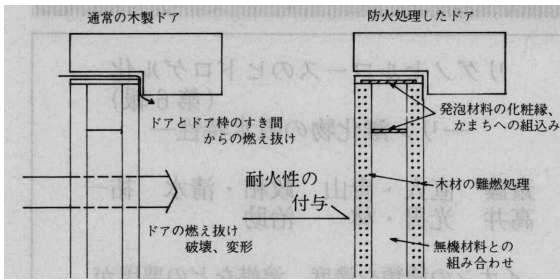 通常の木製ドア
防火処理したドア
ドアとドア枠のすき間
からの燃え抜け
ドアの燃え抜け
破壊、変形
耐火性の
付与
発泡材料の化粧縁、
かまちへの組込み
木材の難燃処理
無機材料との
組み合わせ